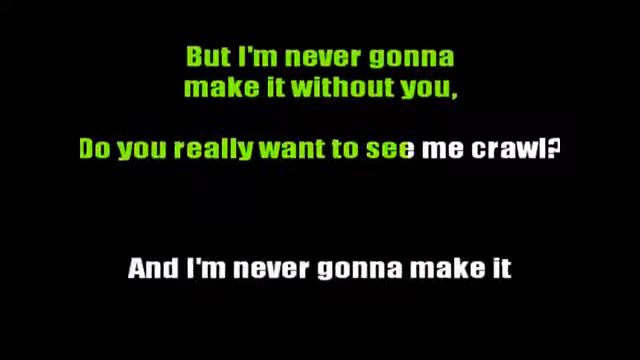 But I'm never gonna
make it without you,
Do you really want to see me crawl?
And I'm never gonna make it